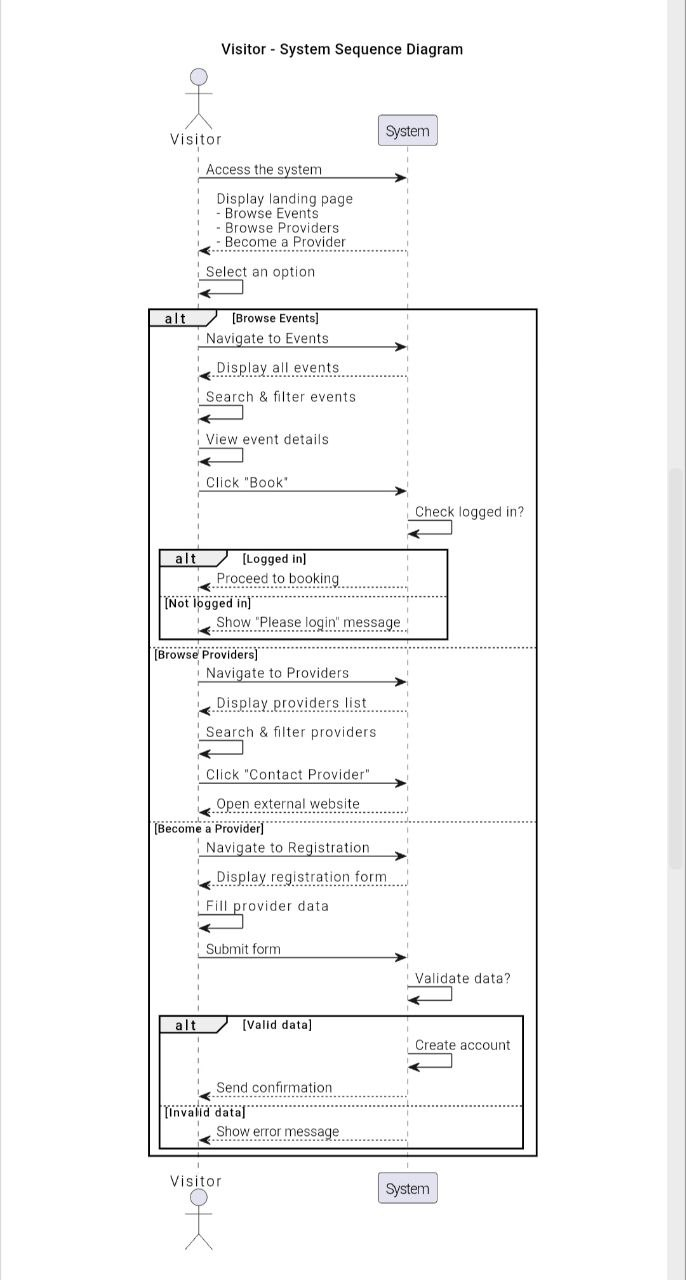 Visitor - System Sequence Diagram
Visitor
System
Access the system
Display landing page
- Browse Events
- Browse Providers
- Become a Provider
Select an option
alt [Browse Events]
Navigate to Events
Display all events
Search & filter events
View event details
Click "Book"
Check logged in?
alt [Logged in]
Proceed to booking
[Not logged in]
Show "Please login" message
[Browse Providers]
Navigate to Providers
Display providers list
Search & filter providers
Click "Contact Provider"
Open external website
[Become a Provider]
Navigate to Registration
Display registration form
Fill provider data
Submit form
Validate data?
alt [Valid data]
Create account
Send confirmation
[Invalid data]
Show error message
Visitor
System